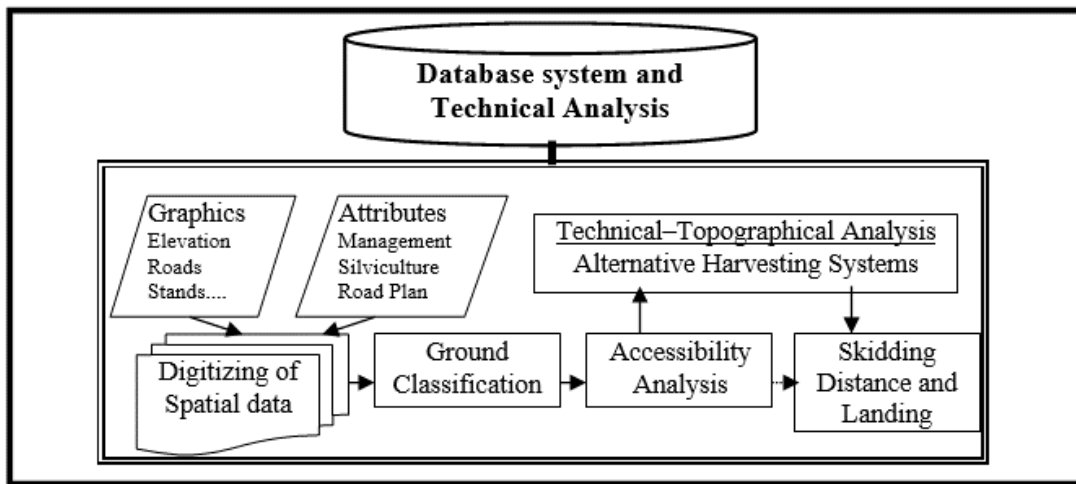 Database system and
Technical Analysis
Graphics
Elevation
Roads
Stands....
Attributes
Management
Silviculture
Road Plan
Technical–Topographical Analysis
Alternative Harvesting Systems
Digitizing of
Spatial data
Ground
Classification
Accessibility
Analysis
Skidding
Distance and
Landing